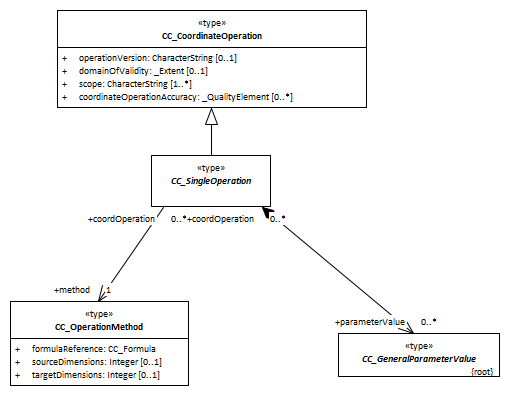 «type»
CC_CoordinateOperation
+ operationVersion: CharacterString [0..1]
+ domainOfValidity: _Extent [0..1]
+ scope: CharacterString [1..*]
+ coordinateOperationAccuracy: _QualityElement [0..*]
«type»
CC_SingleOperation
+coordOperation 0..*+coordOperation 0..*
+method 1
+parameterValue 0..*
«type»
CC_OperationMethod
+ formulaReference: CC_Formula
+ sourceDimensions: Integer [0..1]
+ targetDimensions: Integer [0..1]
«type»
CC_GeneralParameterValue
{root}